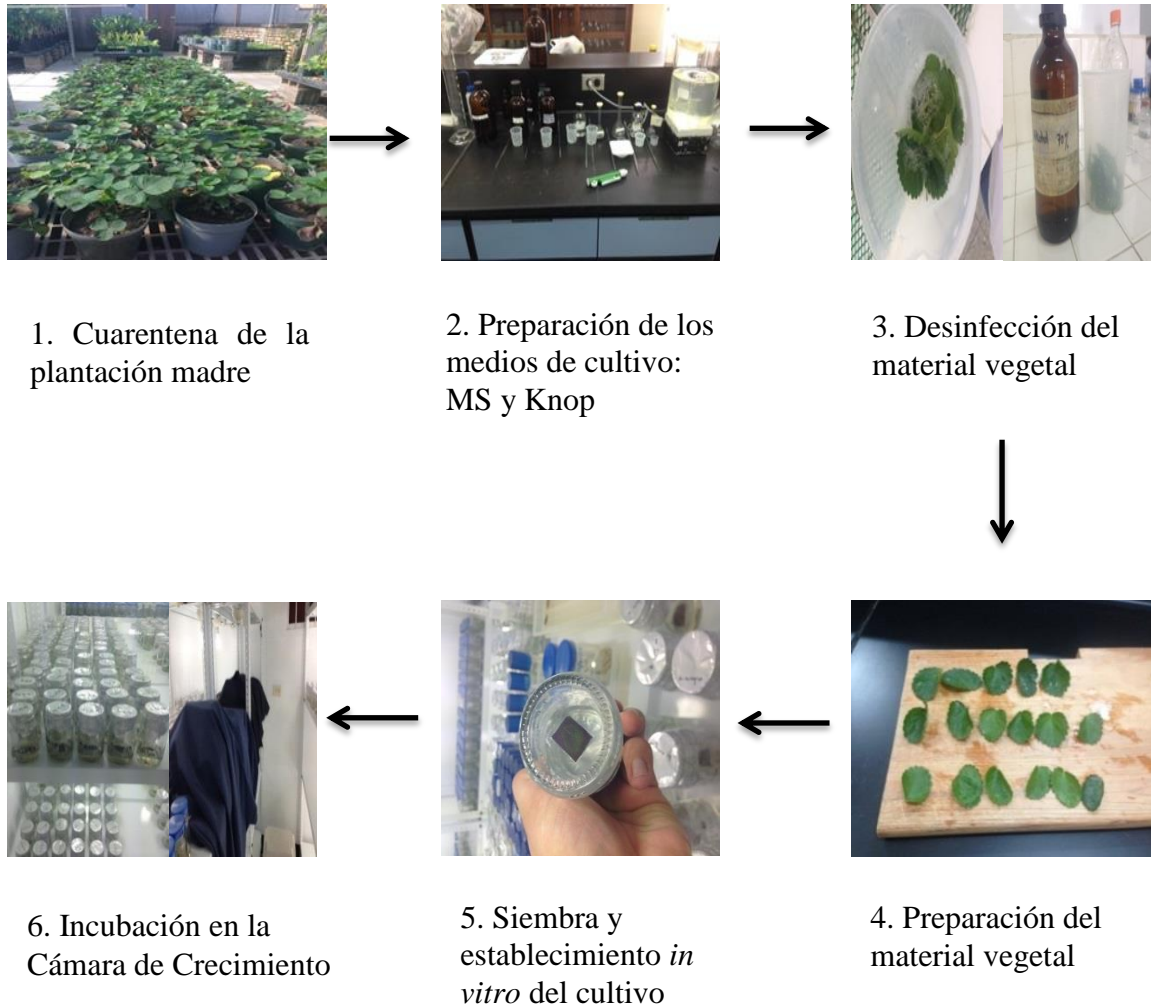 1. Cuarentena de la
plantación madre
2. Preparación de los
medios de cultivo:
MS y Knop
3. Desinfección del
material vegetal
4. Preparación del
material vegetal
5. Siembra y
establecimiento in
vitro del cultivo
6. Incubación en la
Cámara de Crecimiento